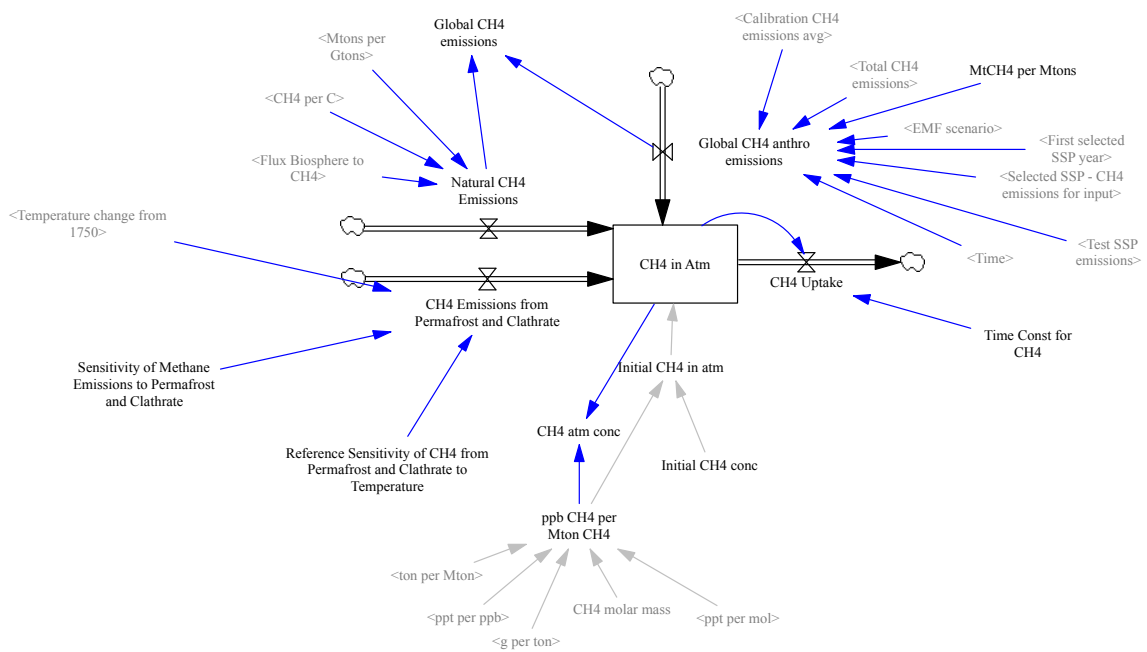 Global CH4
emissions
<Calibration CH4
emissions avg>
<Mtons per
Gtons>
<Total CH4
emissions>
MtCH4 per Mtons
<CH4 per C>
<EMF scenario>
Global CH4 anthro
emissions
<First selected
SSP year>
<Flux Biosphere to
CH4>
Natural CH4
Emissions
<Selected SSP - CH4
emissions for input>
<Temperature change from
1750>
<Test SSP
emissions>
<Time>
CH4 in Atm
CH4 Uptake
CH4 Emissions from
Permafrost and Clathrate
Time Const for
CH4
Sensitivity of Methane
Emissions to Permafrost
and Clathrate
Initial CH4 in atm
CH4 atm conc
Reference Sensitivity of CH4 from
Permafrost and Clathrate to
Temperature
Initial CH4 conc
ppb CH4 per
Mton CH4
<ton per Mton>
<ppt per ppb>
CH4 molar mass
<ppt per mol>
<g per ton>